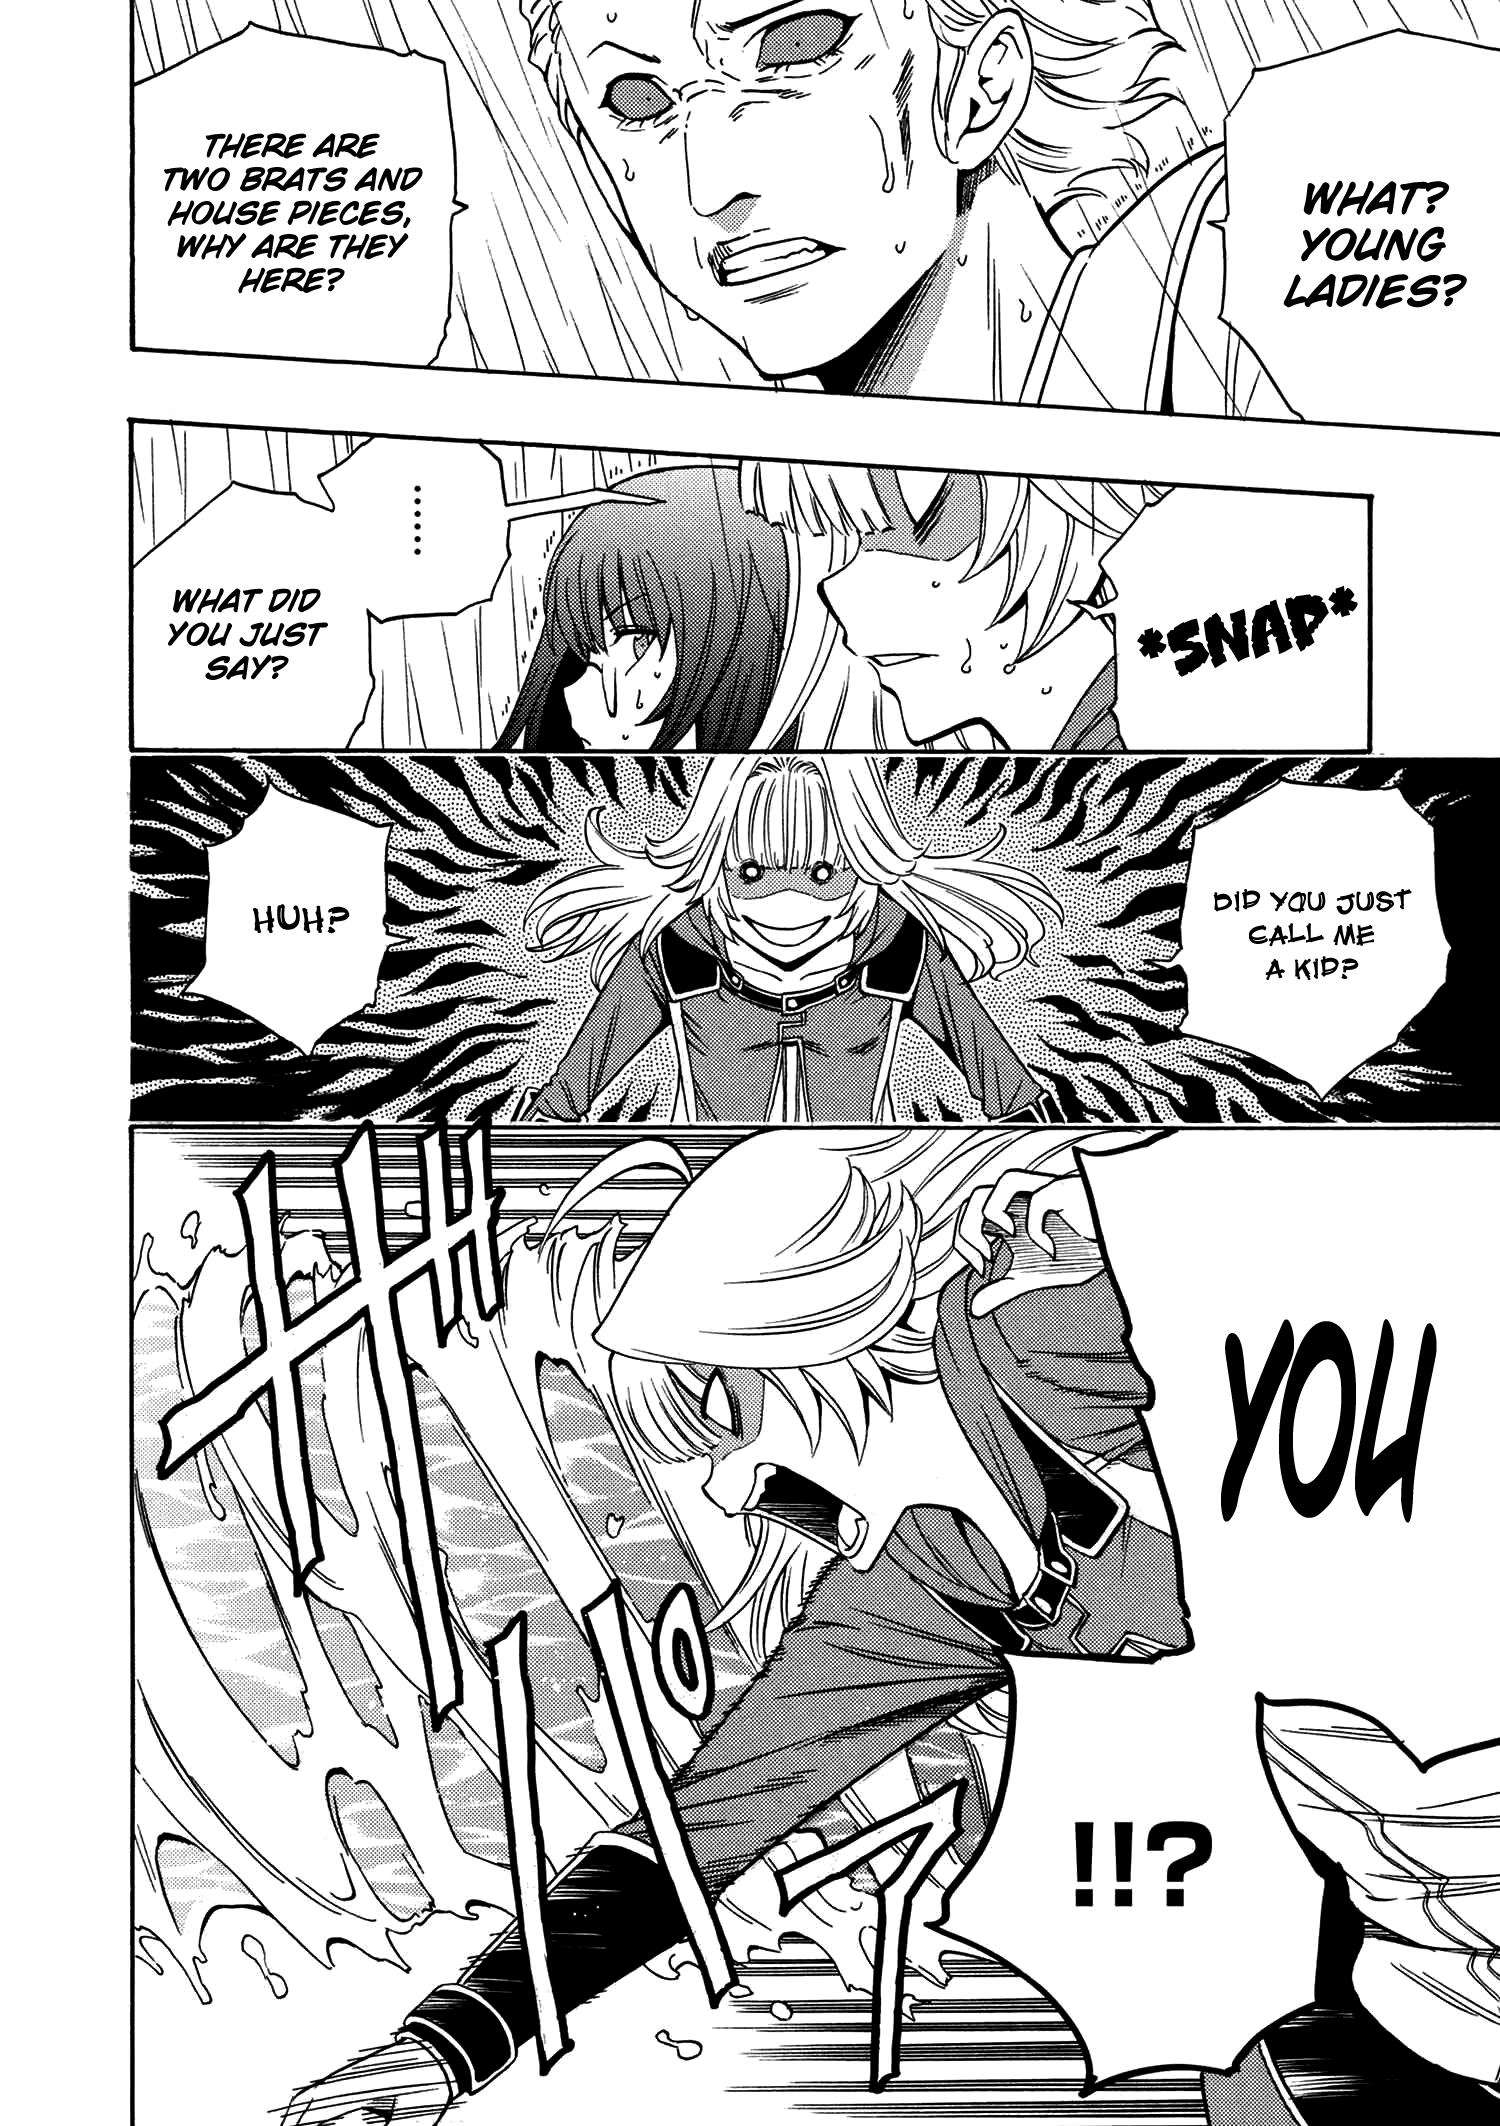 WHAT?
YOUNG
LADIES?
THERE ARE
TWO BRATS AND
HOUSE PIECES,
WHY ARE THEY
HERE?
*SNAP*
......
WHAT DID
YOU JUST
SAY?
DID YOU JUST
CALL ME
A KID?
HUH?
YOU
!!?